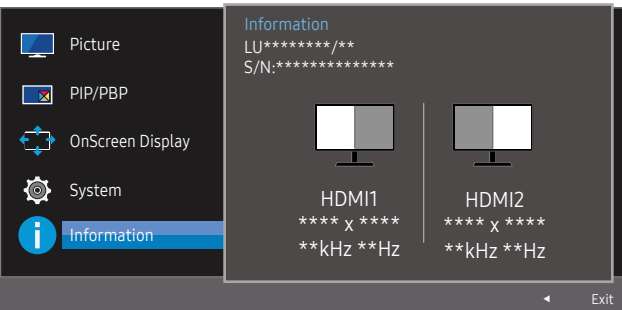 Picture
PIP/PBP
OnScreen Display
System
Information
Information
LU********/**
S/N:**************
HDMI1
**** x ****
**kHz **Hz
HDMI2
**** x ****
**kHz **Hz
Exit